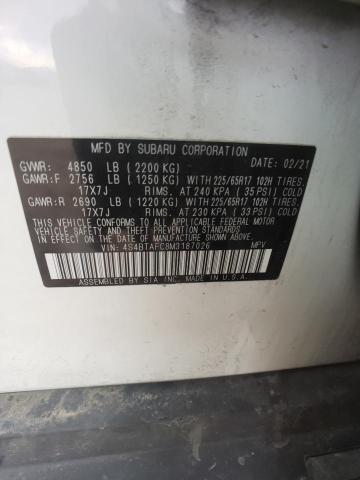 MFD. BY SUBARU CORPORATION
DATE: 02/21
GVWR: 4850 LB (2200 KG)
GAWR:F 2756 LB (1250 KG) WITH 225/65R17 102H TIRES,
17X7J RIMS, AT 240 KPA ( 35 PSI) COLD
GAWR:R 2690 LB (1220 KG) WITH 225/65R17 102H TIRES,
17X7J RIMS, AT 230 KPA ( 33 PSI) COLD
THIS VEHICLE CONFORMS TO ALL APPLICABLE FEDERAL MOTOR
VEHICLE SAFETY, BUMPER, AND THEFT PREVENTION STANDARDS
IN EFFECT ON THE DATE OF MANUFACTURE SHOWN ABOVE.
VIN: 4S4BTAFC8M3187026 MPV
ASSEMBLED BY SIA INC. MADE IN U.S.A.